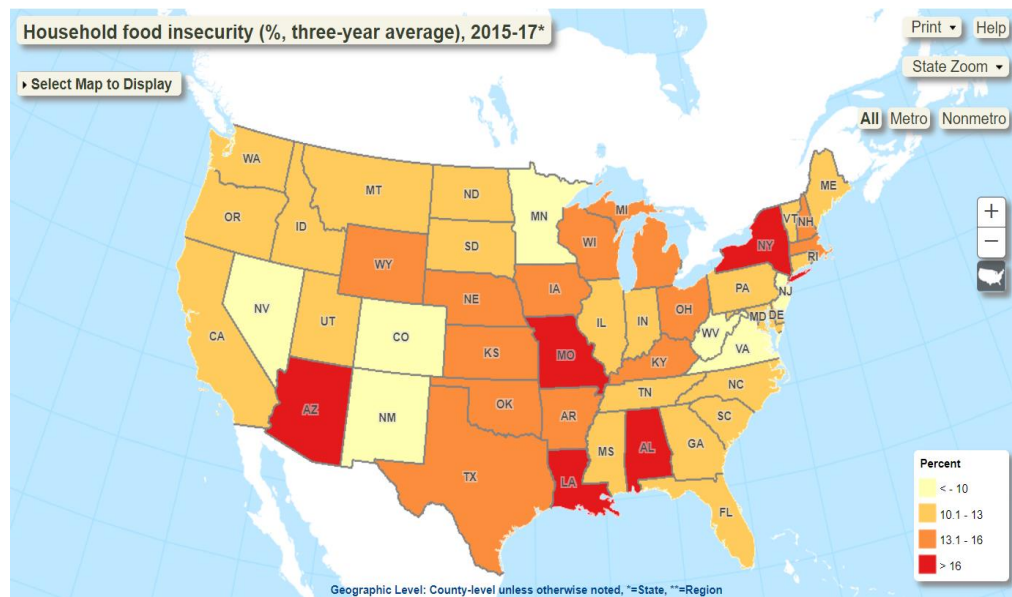 Household food insecurity (%, three-year average), 2015-17*
Print
Help
Select Map to Display
State Zoom
All
Metro
Nonmetro
WA
MT
ND
MN
ME
OR
ID
SD
WI
MI
VT
NH
NY
WY
RI
NE
IA
PA
NJ
NV
UT
CO
IL
IN
OH
MD
DE
CA
KS
MO
WV
VA
KY
AZ
NM
OK
AR
TN
NC
TX
LA
MS
AL
GA
SC
FL
+
−
Percent
< - 10
10.1 - 13
13.1 - 16
> 16
Geographic Level: County-level unless otherwise noted, *=State, **=Region